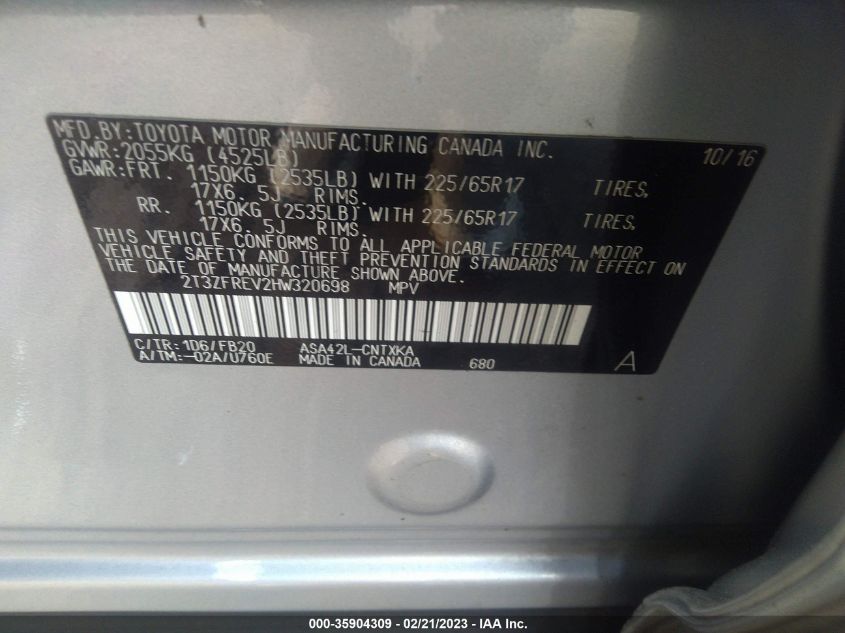 MFD.BY:TOYOTA MOTOR MANUFACTURING CANADA INC. 10/16
GVWR:2055KG (4525LB)
GAWR:FRT. 1150KG (2535LB) WITH 225/65R17 TIRES,
17X6.5J RIMS.
RR. 1150KG (2535LB) WITH 225/65R17 TIRES,
17X6.5J RIMS.
THIS VEHICLE CONFORMS TO ALL APPLICABLE FEDERAL MOTOR
VEHICLE SAFETY AND THEFT PREVENTION STANDARDS IN EFFECT ON
THE DATE OF MANUFACTURE SHOWN ABOVE.
2T3ZFREV2HW320698 MPV
C/TR:1D6/FB20 ASA42L-CNTXKA
A/TM:-02A/U760E MADE IN CANADA 680 A
000-35904309 — 02/21/2023 — IAA Inc.